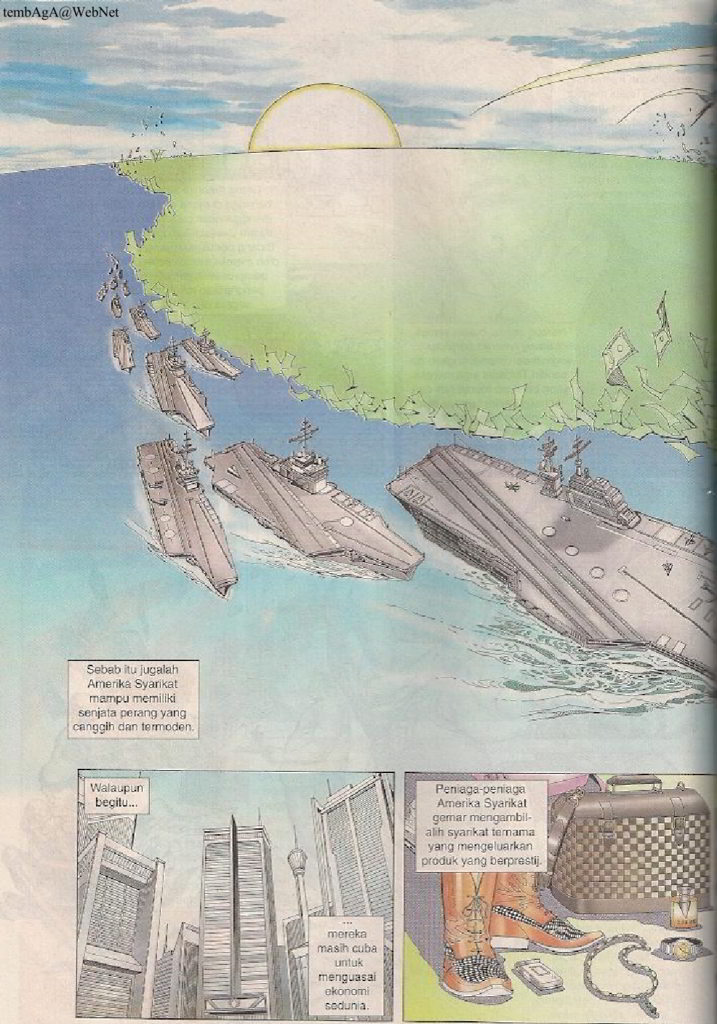 tembAgA@WebNet
Sebab itu jugalah
Amerika Syarikat
mampu memiliki
senjata perang yang
canggih dan termoden.
Walaupun
begitu...
...
mereka
masih cuba
untuk
menguasai
ekonomi
sedunia.
Peniaga-peniaga
Amerika Syarikat
gemar mengambil-
alih syarikat ternama
yang mengeluarkan
produk yang berprestij.